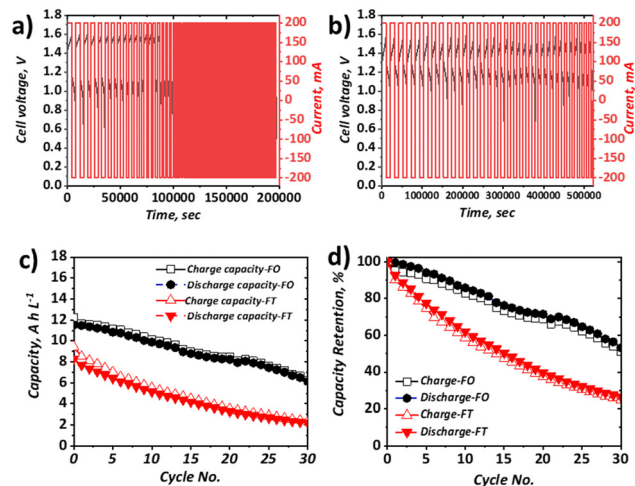 a)
1.8
1.6
1.4
1.2
1.0
0.8
0.6
0.4
0.2
0.0
Cell voltage, V
200
150
100
50
0
-50
-100
-150
-200
Current, mA
0 50000 100000 150000 200000
Time, sec
b)
1.8
1.6
1.4
1.2
1.0
0.8
0.6
0.4
0.2
0.0
Cell voltage, V
200
150
100
50
0
-50
-100
-150
-200
Current, mA
0 100000 200000 300000 400000 500000
Time, sec
c)
18
16
14
12
10
8
6
4
2
0
Capacity, A h L-1
Charge capacity-FO
Discharge capacity-FO
Charge capacity-FT
Discharge capacity-FT
0 5 10 15 20 25 30
Cycle No.
d)
100
80
60
40
20
0
Capacity Retention, %
Charge-FO
Discharge-FO
Charge-FT
Discharge-FT
0 5 10 15 20 25 30
Cycle No.